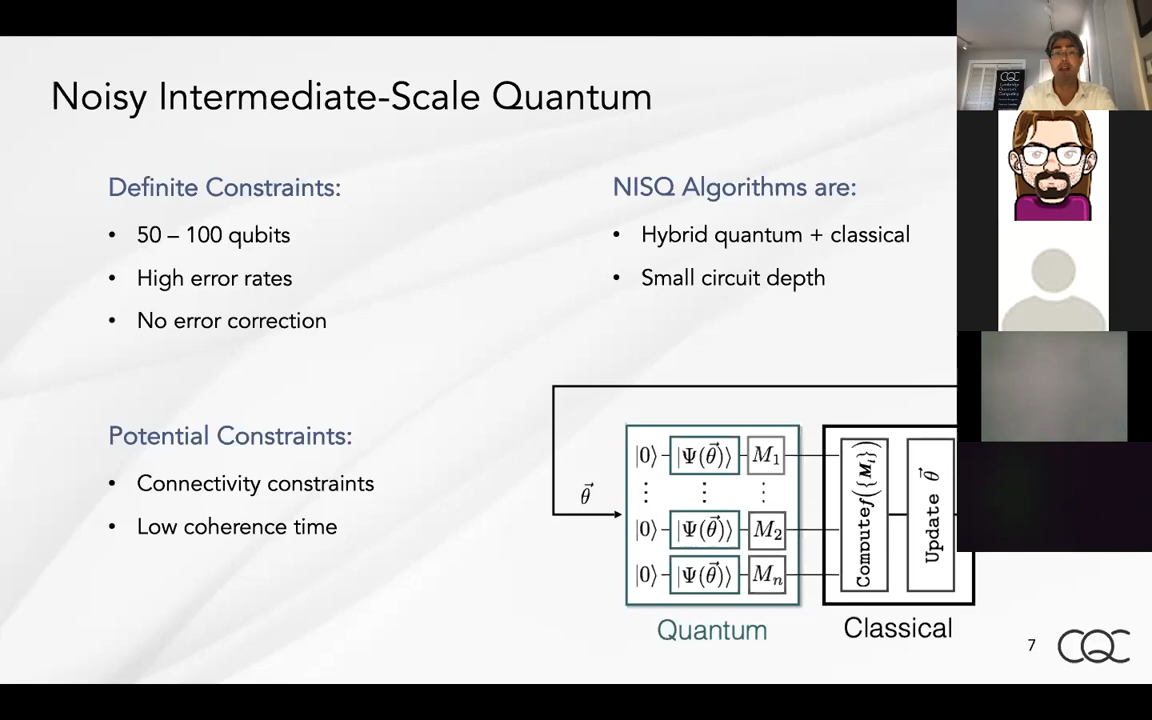 Noisy Intermediate-Scale Quantum
Definite Constraints:
• 50 – 100 qubits
• High error rates
• No error correction
Potential Constraints:
• Connectivity constraints
• Low coherence time
NISQ Algorithms are:
• Hybrid quantum + classical
• Small circuit depth
θ⃗
|0⟩ |Ψ(θ⃗)⟩ M₁
⋮ ⋮ ⋮
|0⟩ |Ψ(θ⃗)⟩ M₂
|0⟩ |Ψ(θ⃗)⟩ Mₙ
Compute f({Mᵢ})
Update θ⃗
Quantum
Classical
7
CQC
CQC